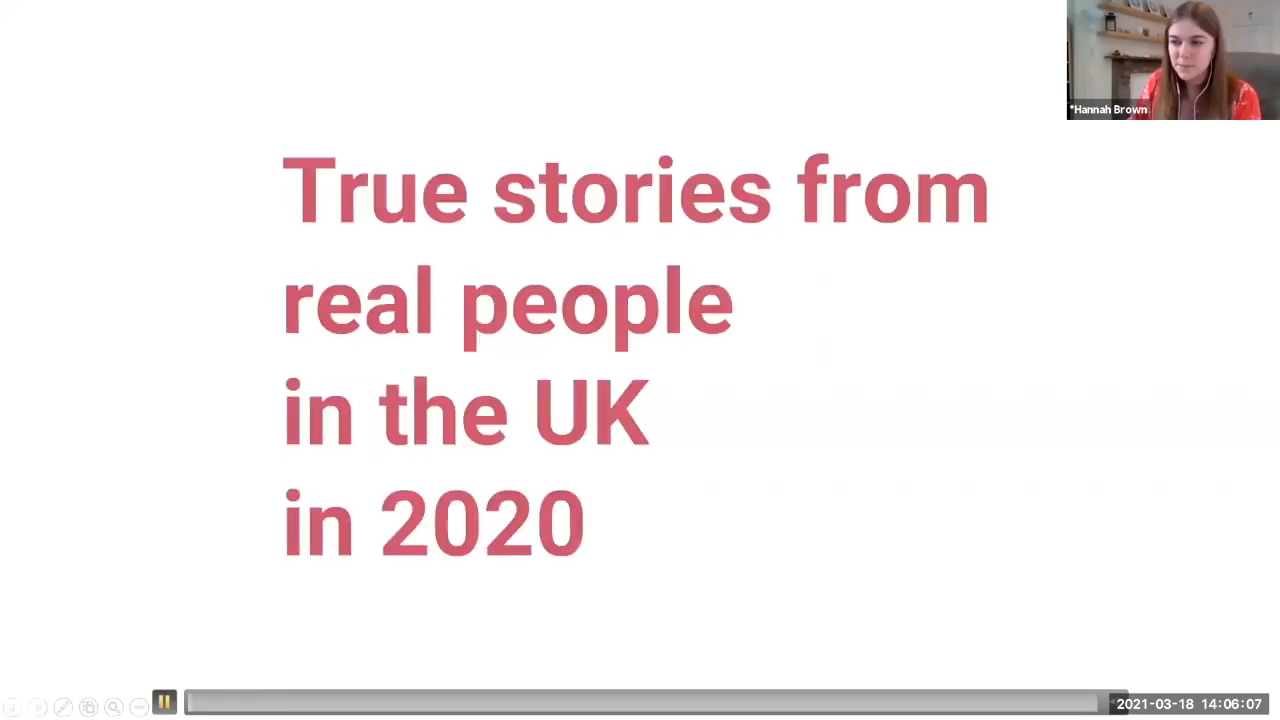 *Hannah Brown
True stories from
real people
in the UK
in 2020
2021-03-18 14:06:07